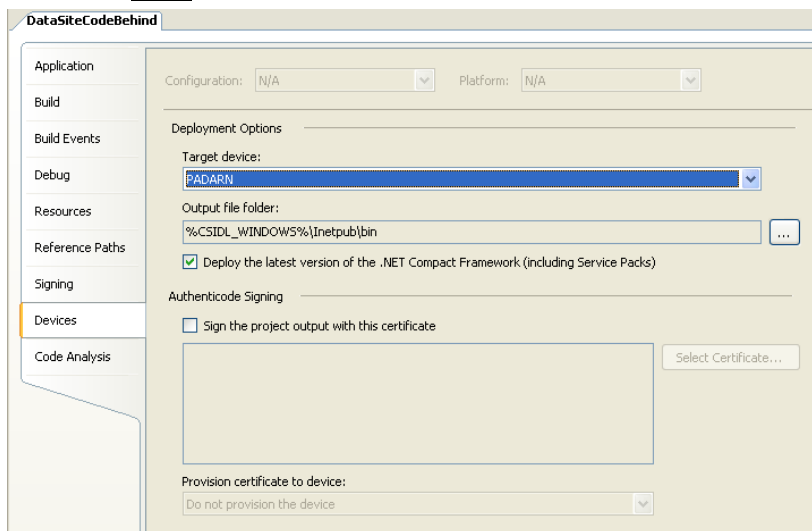 DataSiteCodeBehind
Application
Build
Build Events
Debug
Resources
Reference Paths
Signing
Devices
Code Analysis
Configuration: N/A Platform: N/A
Deployment Options
Target device:
PADARN
Output file folder:
%CSIDL_WINDOWS%\Inetpub\bin
...
Deploy the latest version of the .NET Compact Framework (including Service Packs)
Authenticode Signing
Sign the project output with this certificate
Select Certificate...
Provision certificate to device:
Do not provision the device